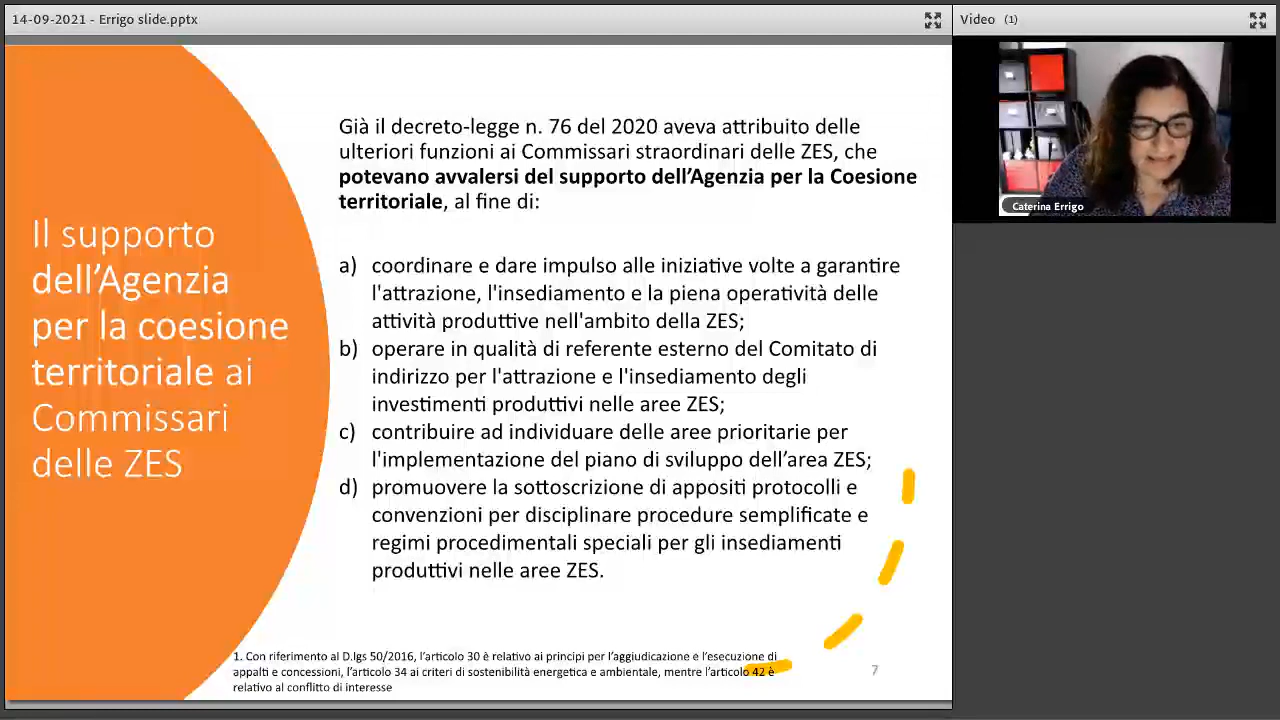 14-09-2021 - Errigo slide.pptx
Video (1)
Caterina Errigo
Il supporto
dell'Agenzia
per la coesione
territoriale ai
Commissari
delle ZES
Già il decreto-legge n. 76 del 2020 aveva attribuito delle
ulteriori funzioni ai Commissari straordinari delle ZES, che
potevano avvalersi del supporto dell'Agenzia per la Coesione
territoriale, al fine di:
a) coordinare e dare impulso alle iniziative volte a garantire
l'attrazione, l'insediamento e la piena operatività delle
attività produttive nell'ambito della ZES;
b) operare in qualità di referente esterno del Comitato di
indirizzo per l'attrazione e l'insediamento degli
investimenti produttivi nelle aree ZES;
c) contribuire ad individuare delle aree prioritarie per
l'implementazione del piano di sviluppo dell'area ZES;
d) promuovere la sottoscrizione di appositi protocolli e
convenzioni per disciplinare procedure semplificate e
regimi procedimentali speciali per gli insediamenti
produttivi nelle aree ZES.
1. Con riferimento al D.lgs 50/2016, l'articolo 30 è relativo ai principi per l'aggiudicazione e l'esecuzione di
appalti e concessioni, l'articolo 34 ai criteri di sostenibilità energetica e ambientale, mentre l'articolo 42 è
relativo al conflitto di interesse
7